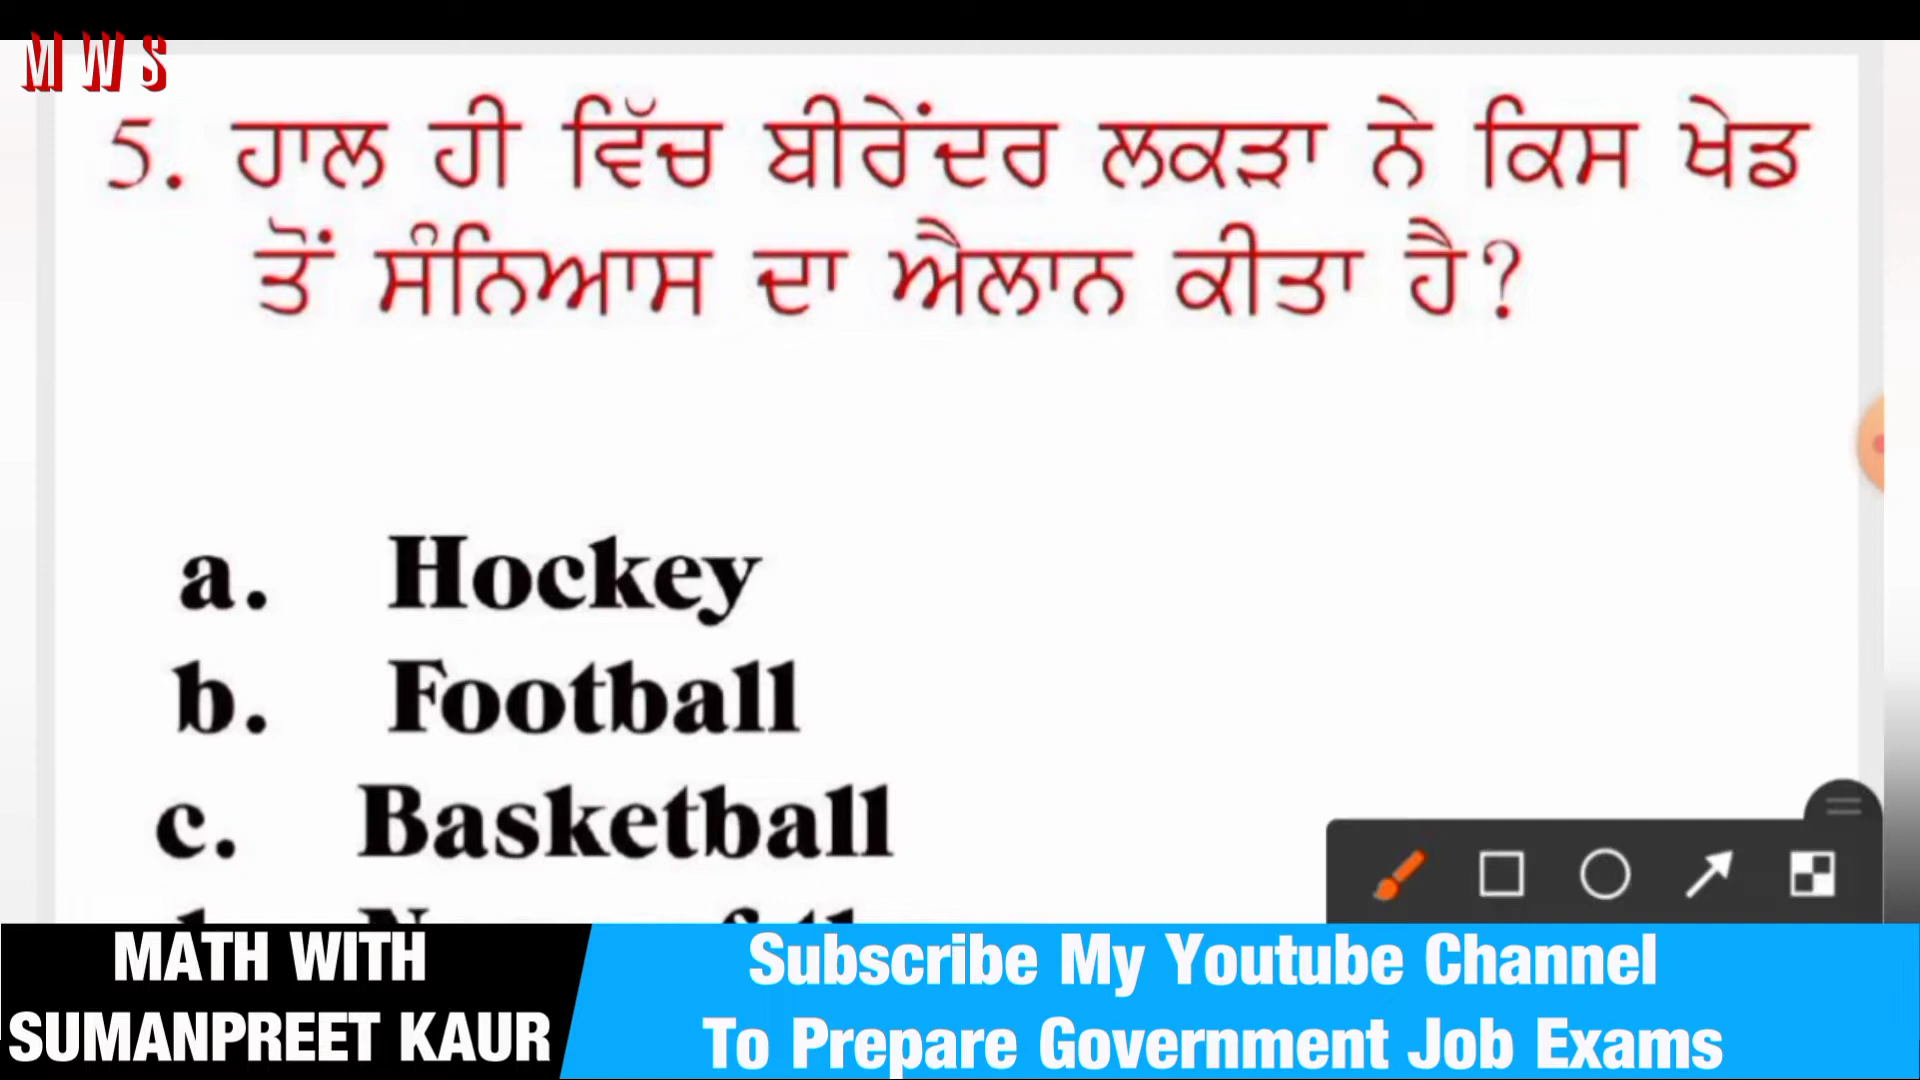 MWS
5. ਹਾਲ ਹੀ ਵਿੱਚ ਬੀਰੇਂਦਰ ਲਕੜਾ ਨੇ ਕਿਸ ਖੇਡ
ਤੋਂ ਸੰਨਿਆਸ ਦਾ ਐਲਾਨ ਕੀਤਾ ਹੈ?
a. Hockey
b. Football
c. Basketball
MATH WITH
SUMANPREET KAUR
Subscribe My Youtube Channel
To Prepare Government Job Exams